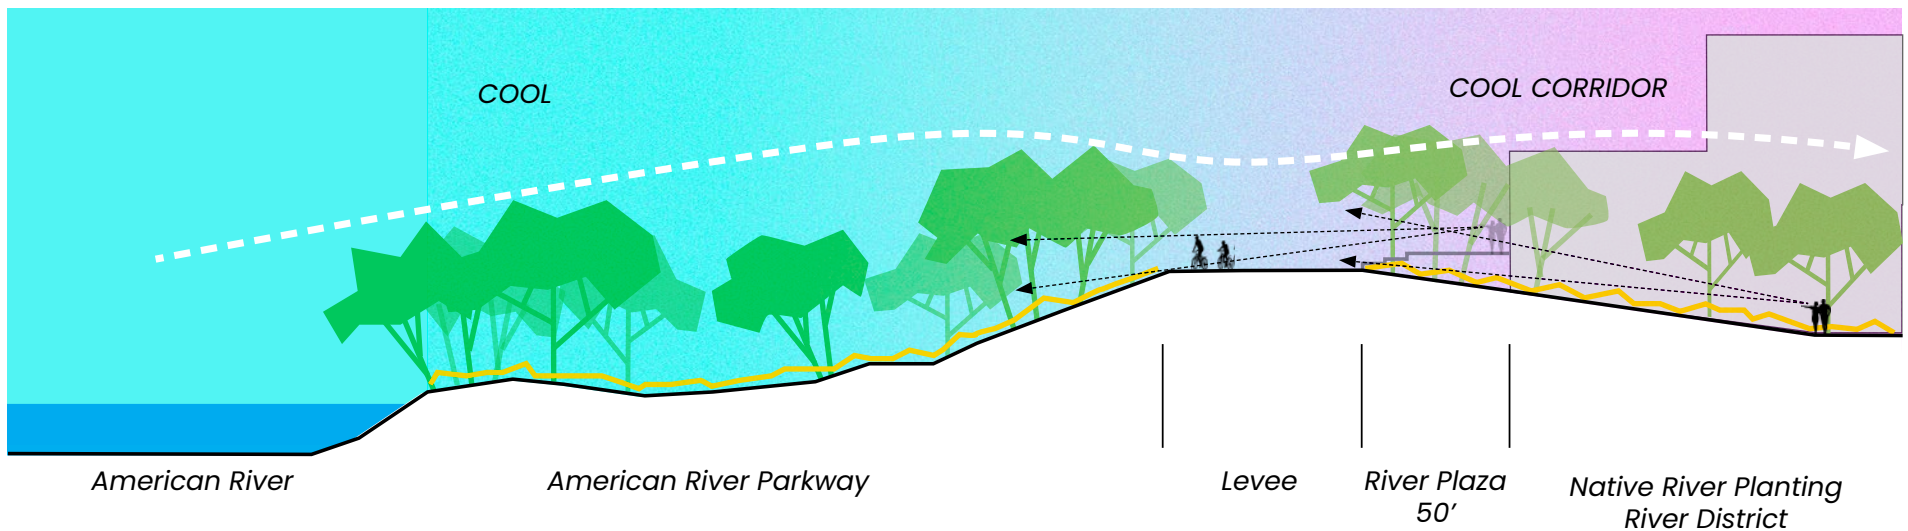 COOL
COOL CORRIDOR
American River
American River Parkway
Levee
River Plaza
50’
Native River Planting
River District